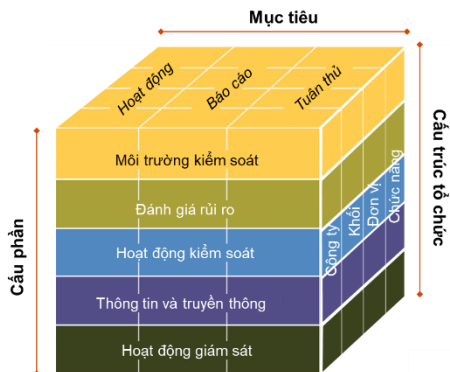 Mục tiêu
Hoạt động
Báo cáo
Tuân thủ
Cấu phần
Môi trường kiểm soát
Đánh giá rủi ro
Hoạt động kiểm soát
Thông tin và truyền thông
Hoạt động giám sát
Công ty
Khối
Đơn vị
Chức năng
Cấu trúc tổ chức